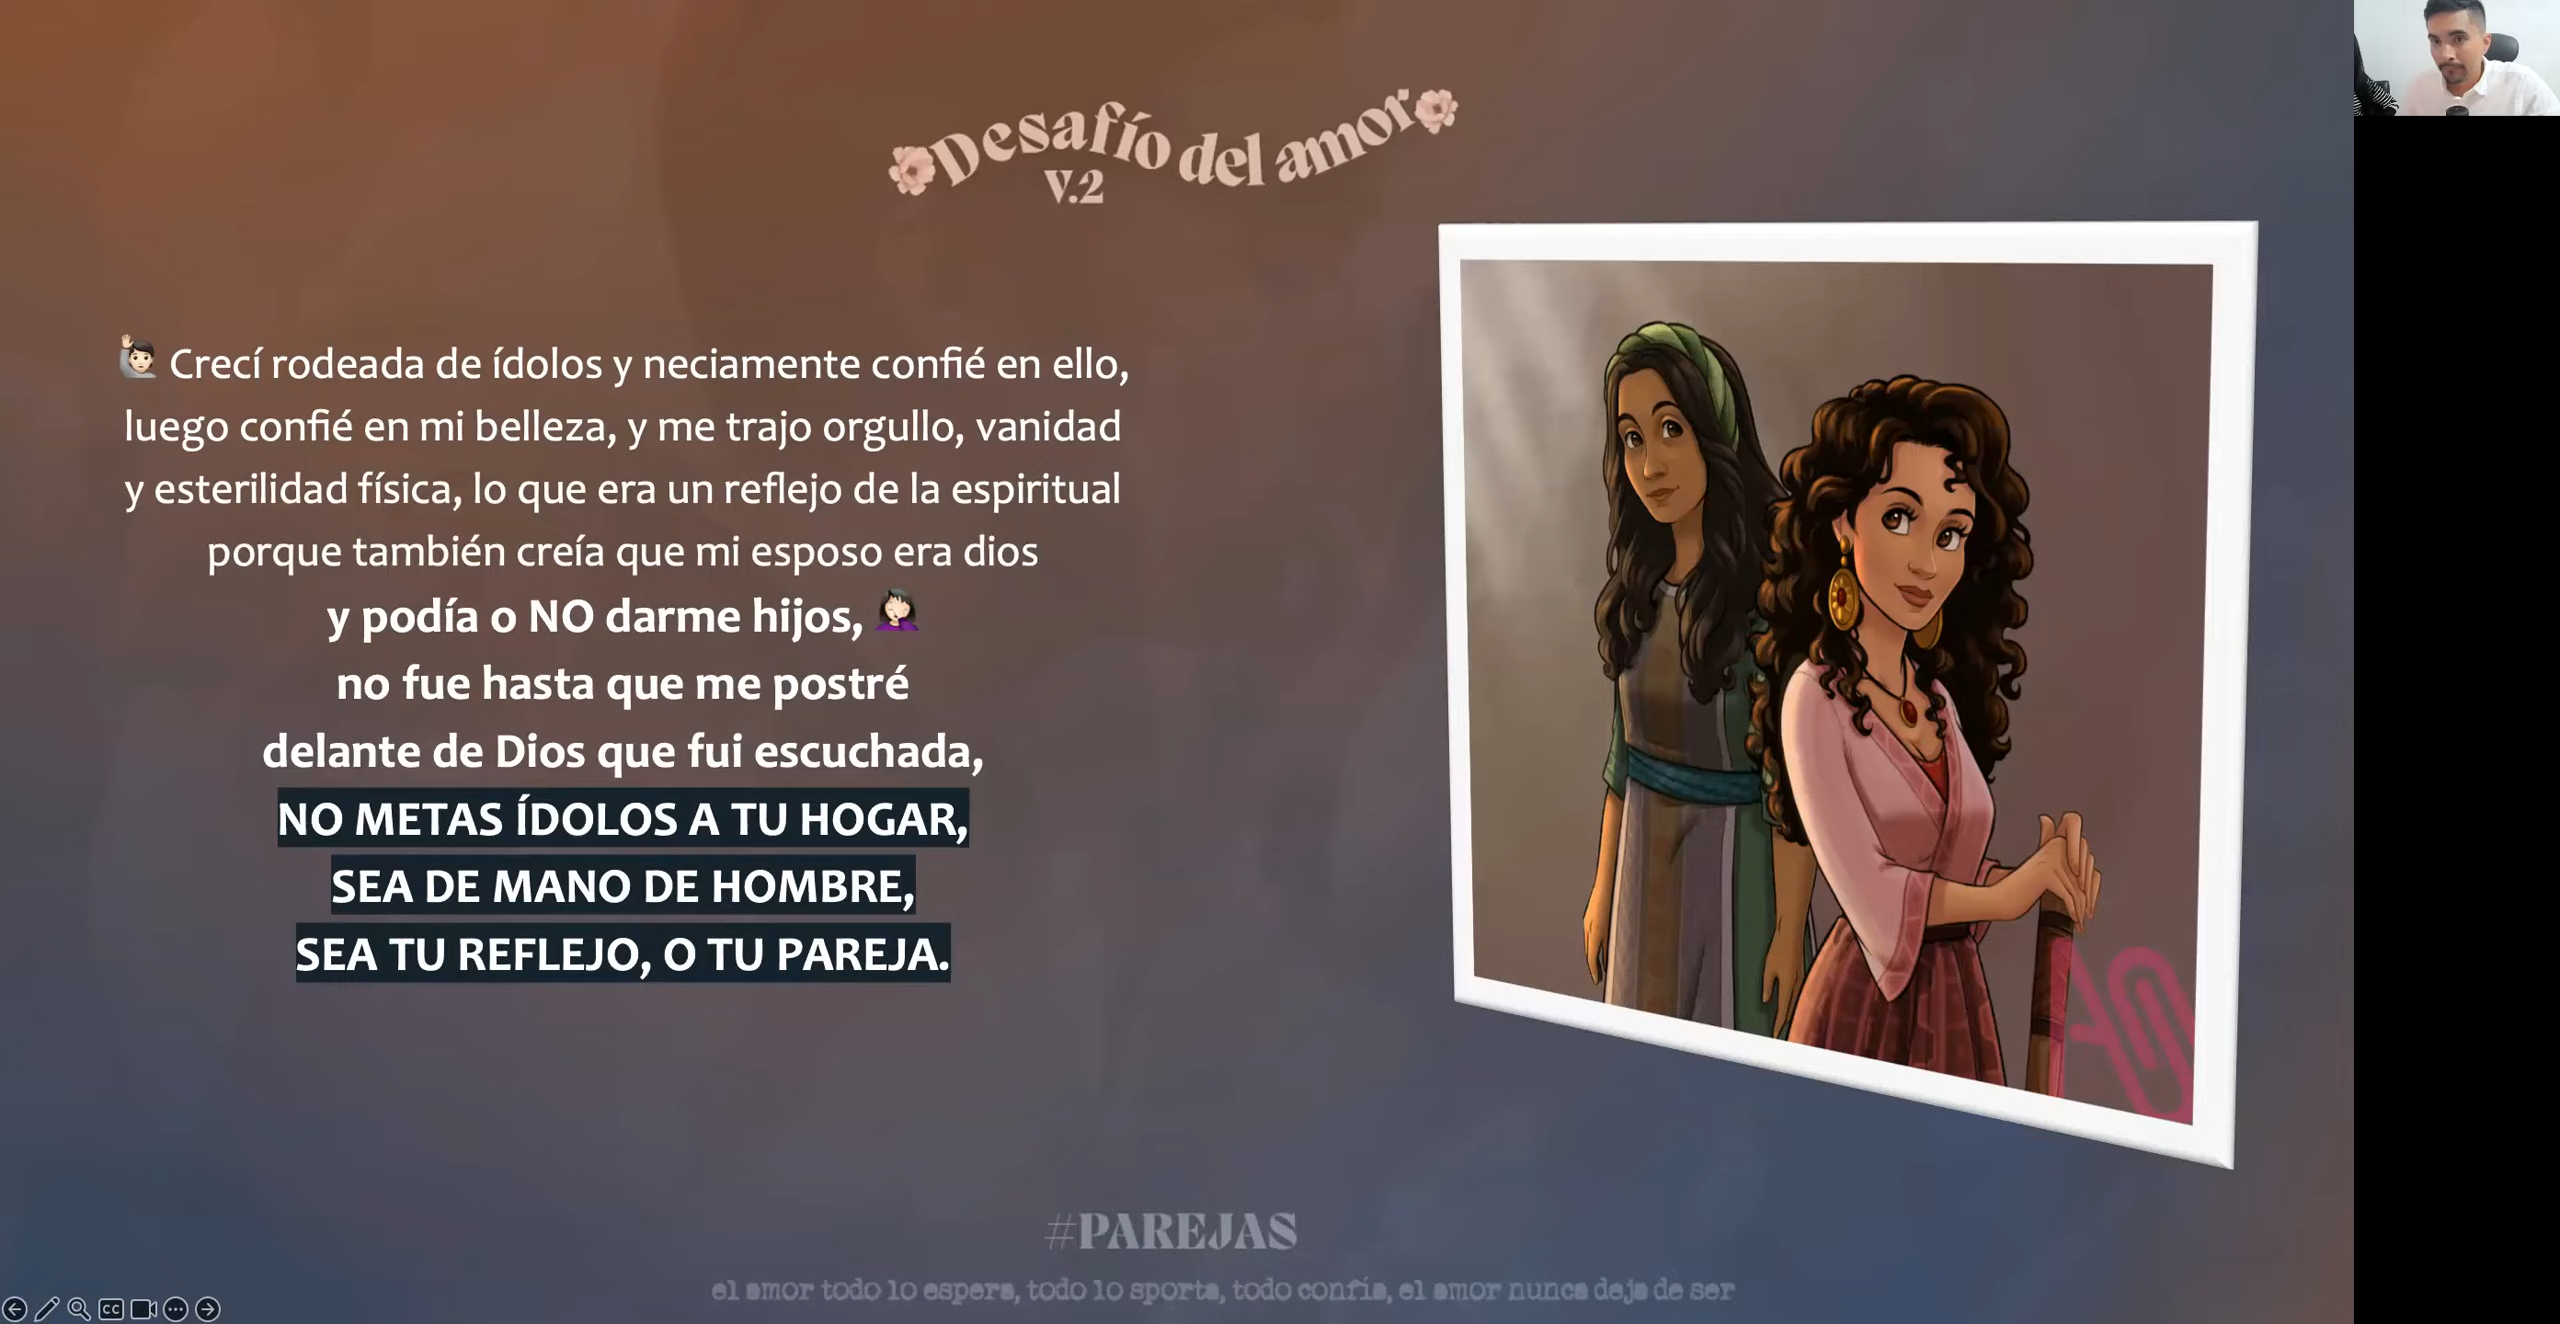 Desafío del amor
V.2
Crecí rodeada de ídolos y neciamente confié en ello,
luego confié en mi belleza, y me trajo orgullo, vanidad
y esterilidad física, lo que era un reflejo de la espiritual
porque también creía que mi esposo era dios
y podía o NO darme hijos,
no fue hasta que me postré
delante de Dios que fui escuchada,
NO METAS ÍDOLOS A TU HOGAR,
SEA DE MANO DE HOMBRE,
SEA TU REFLEJO, O TU PAREJA.
#PAREJAS
el amor todo lo espera, todo lo sporta, todo confía, el amor nunca deja de ser
CC